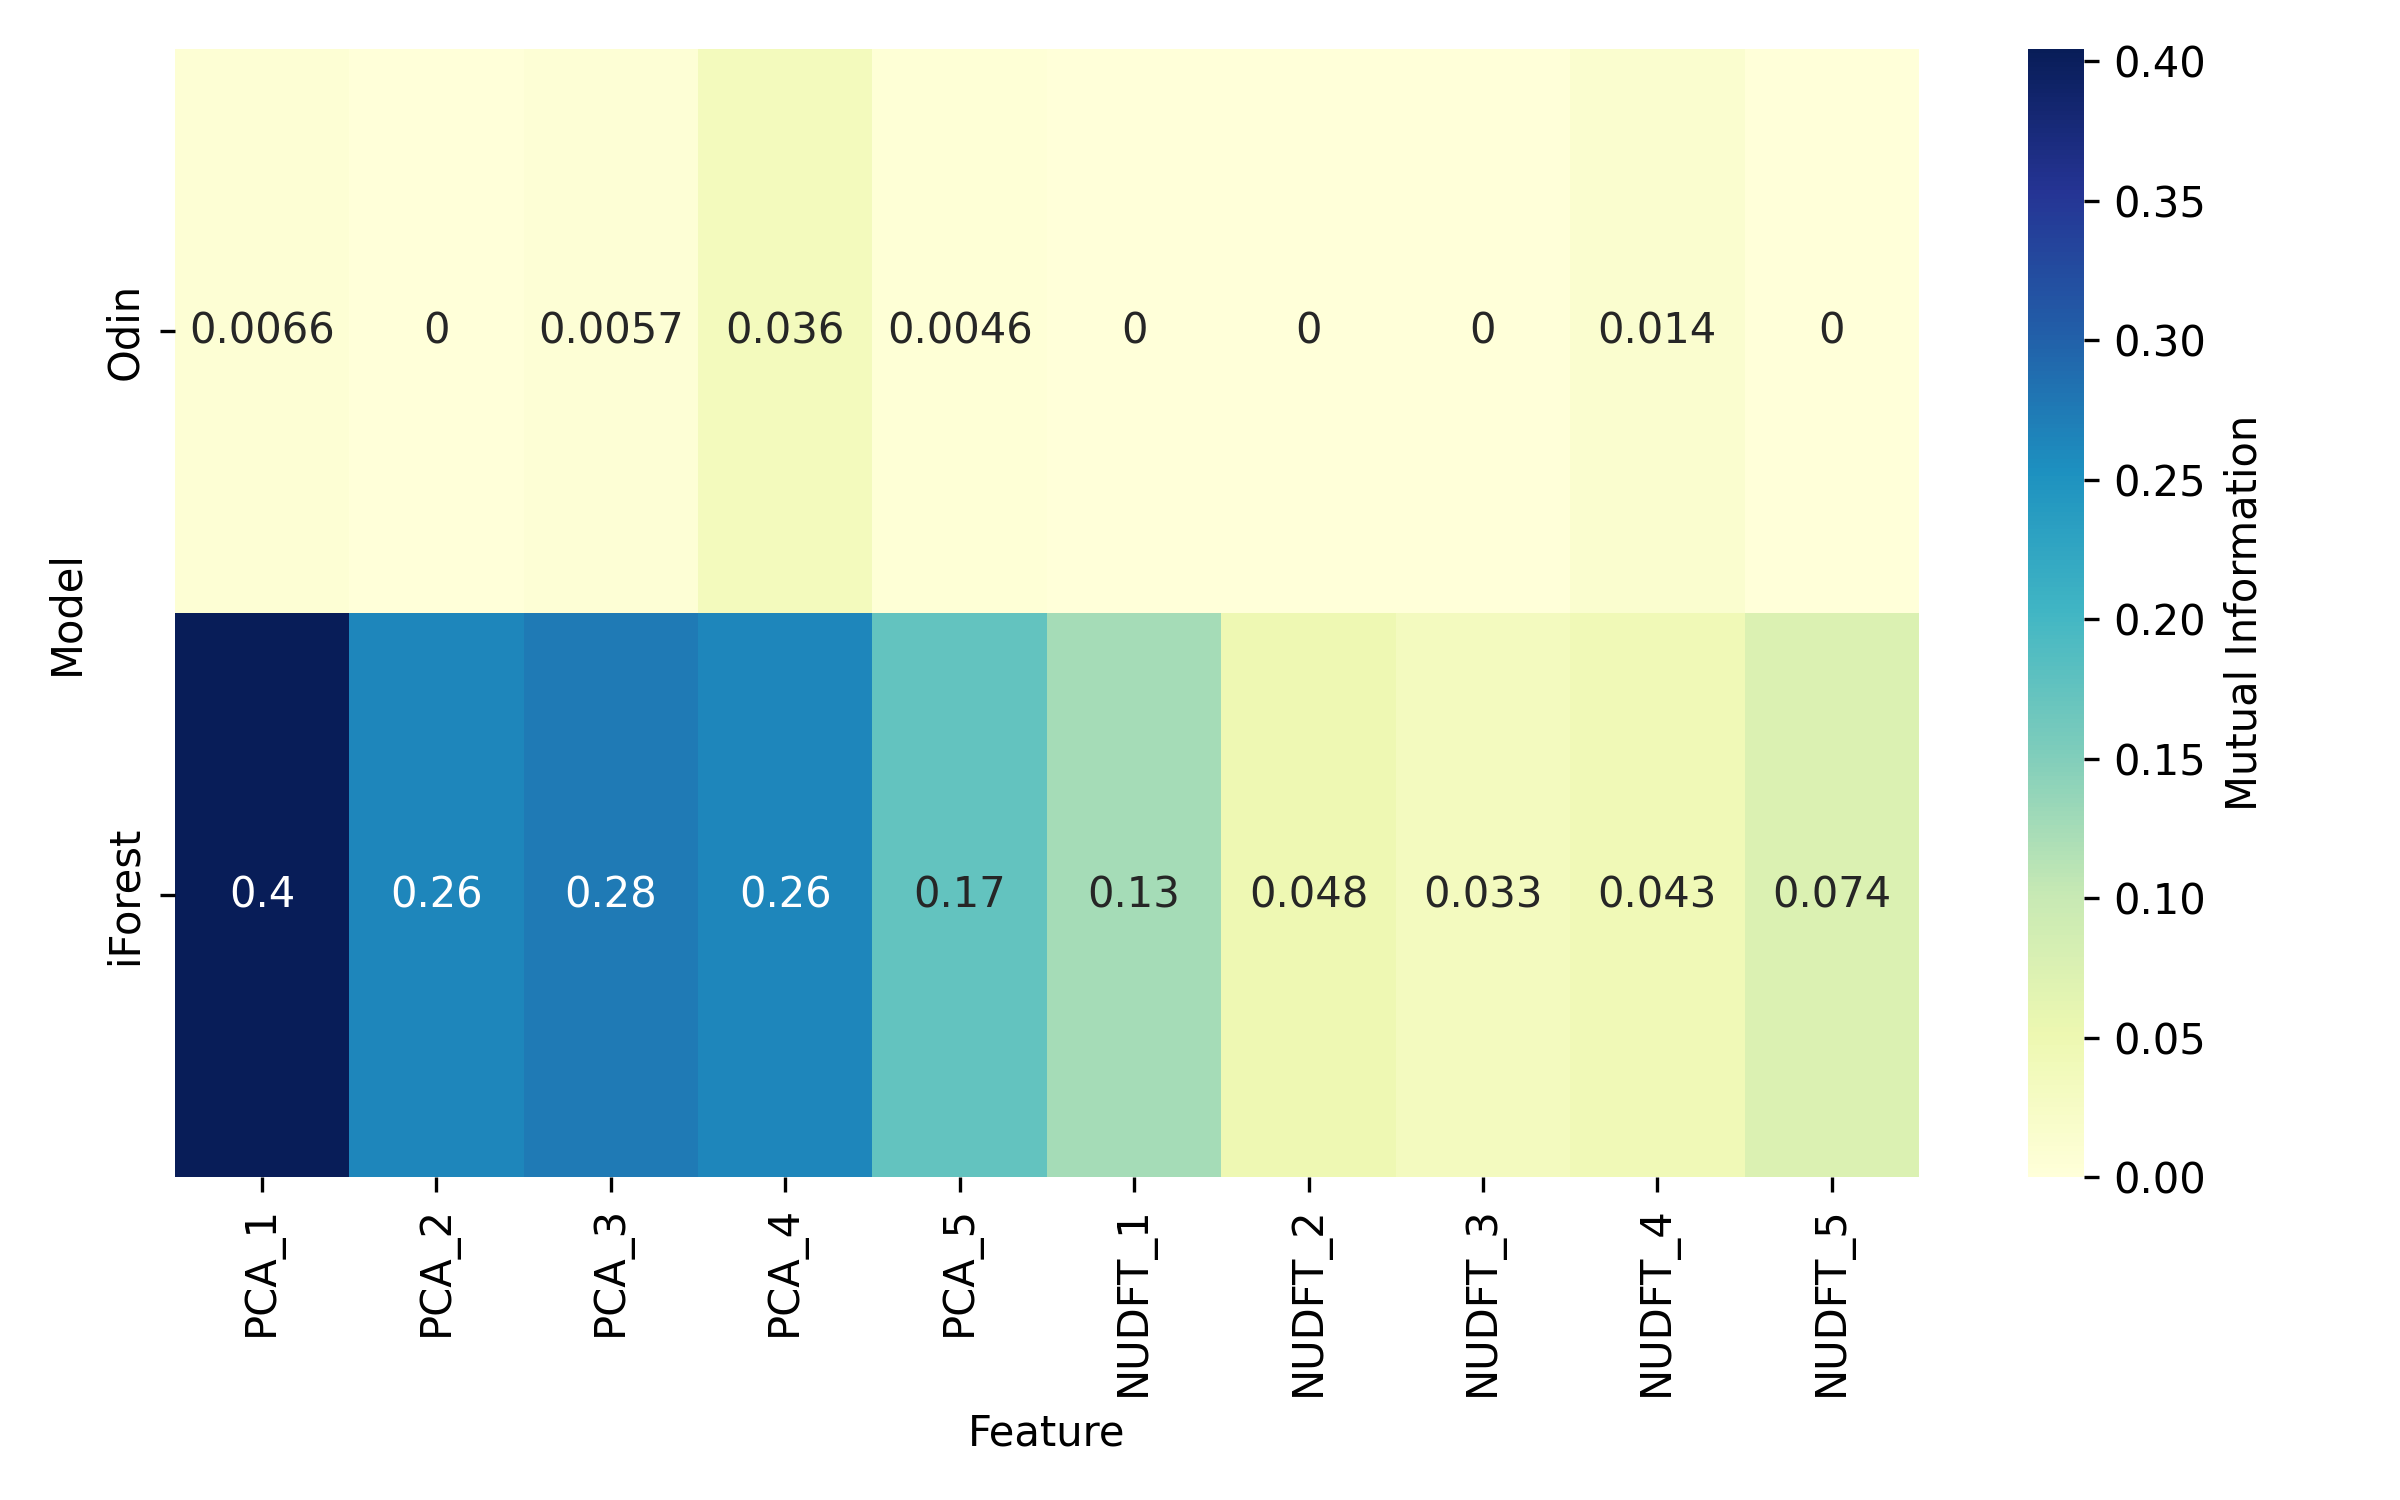 Model
Odin
0.0066 0 0.0057 0.036 0.0046 0 0 0 0.014 0
iForest
0.4 0.26 0.28 0.26 0.17 0.13 0.048 0.033 0.043 0.074
PCA_1
PCA_2
PCA_3
PCA_4
PCA_5
NUDFT_1
NUDFT_2
NUDFT_3
NUDFT_4
NUDFT_5
Feature
0.40
0.35
0.30
0.25
0.20
0.15
0.10
0.05
0.00
Mutual Information